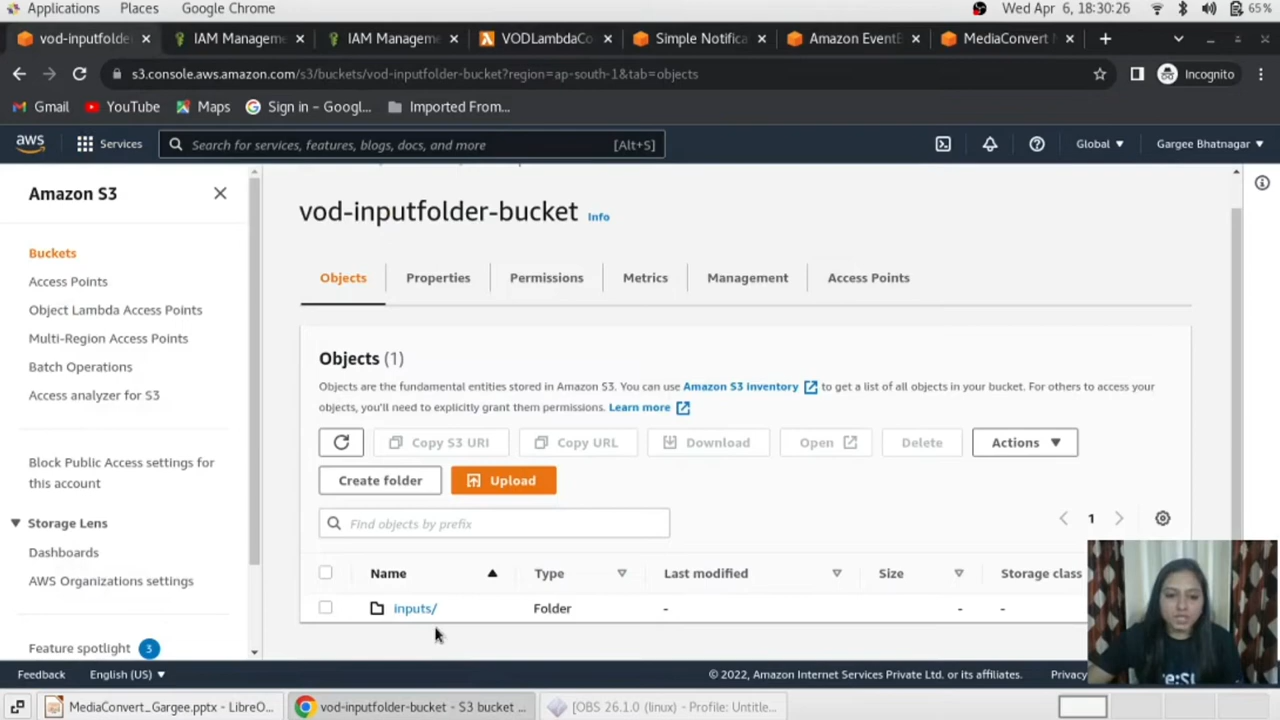 Applications Places Google Chrome Wed Apr 6, 18:30:26 65%
vod-inputfolde IAM Manageme IAM Manageme VODLambdaCo Simple Notifica Amazon EventB MediaConvert
s3.console.aws.amazon.com/s3/buckets/vod-inputfolder-bucket?region=ap-south-1&tab=objects Incognito
Gmail YouTube Maps Sign in – Googl... Imported From...
aws Services Search for services, features, blogs, docs, and more [Alt+S] Global Gargee Bhatnagar
Amazon S3
Buckets
Access Points
Object Lambda Access Points
Multi-Region Access Points
Batch Operations
Access analyzer for S3
Block Public Access settings for
this account
Storage Lens
Dashboards
AWS Organizations settings
Feature spotlight 3
vod-inputfolder-bucket Info
Objects Properties Permissions Metrics Management Access Points
Objects (1)
Objects are the fundamental entities stored in Amazon S3. You can use Amazon S3 inventory to get a list of all objects in your bucket. For others to access your
objects, you'll need to explicitly grant them permissions. Learn more
Copy S3 URI Copy URL Download Open Delete Actions
Create folder Upload
Find objects by prefix 1
Name Type Last modified Size Storage class
inputs/ Folder - - -
Feedback English (US) © 2022, Amazon Internet Services Private Ltd. or its affiliates. Privacy
MediaConvert_Gargee.pptx - LibreO... vod-inputfolder-bucket - S3 bucket ... [OBS 26.1.0 (linux) - Profile: Untitle...